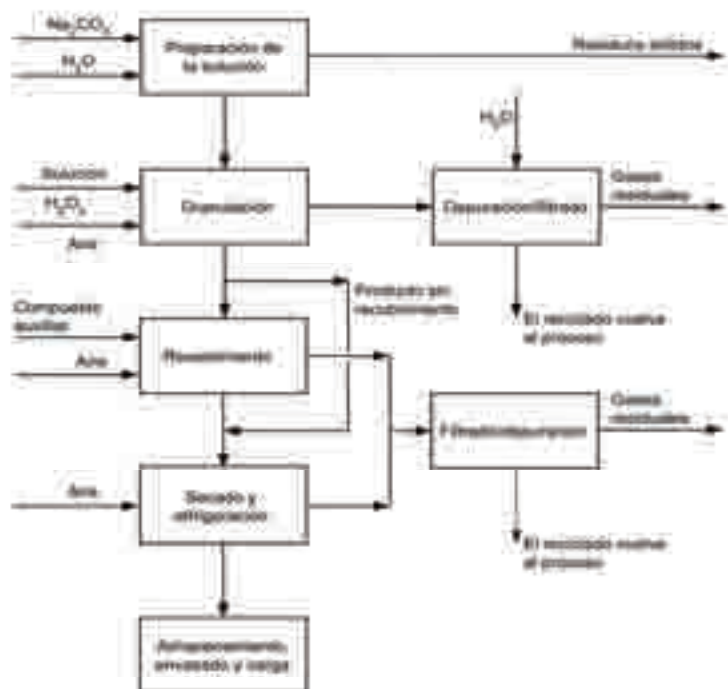 Na₂CO₃
H₂O
Preparación de
la solución
Residuos sólidos
H₂O
Solución
H₂O₂
Aire
Granulación
Depuración/filtrado
Gases
residuales
Producto sin
recubrimiento
El reciclado vuelve
al proceso
Compuesto
auxiliar
Aire
Recubrimiento
Filtrado/depuración
Gases
residuales
Aire
Secado y
refrigeración
El reciclado vuelve
al proceso
Almacenamiento,
envasado y carga